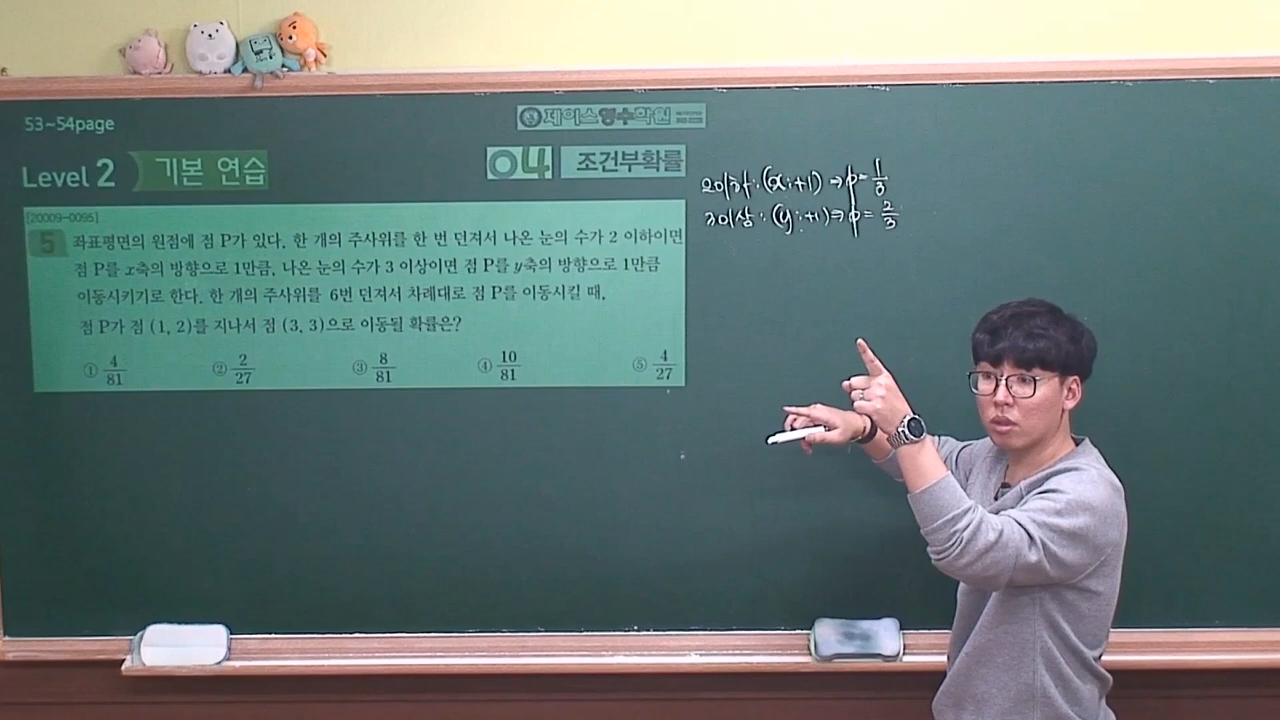 53~54page
제이스영수학원
Level 2 기본 연습
04 조건부확률
[20009-0095]
5 좌표평면의 원점에 점 P가 있다. 한 개의 주사위를 한 번 던져서 나온 눈의 수가 2 이하이면
점 P를 x축의 방향으로 1만큼, 나온 눈의 수가 3 이상이면 점 P를 y축의 방향으로 1만큼
이동시키기로 한다. 한 개의 주사위를 6번 던져서 차례대로 점 P를 이동시킬 때,
점 P가 점 (1, 2)를 지나서 점 (3, 3)으로 이동될 확률은?
① 4/81 ② 2/27 ③ 8/81 ④ 10/81 ⑤ 4/27
2이하:(x:+1) → p=1/3
3이상:(y:+1)⇒p=2/3